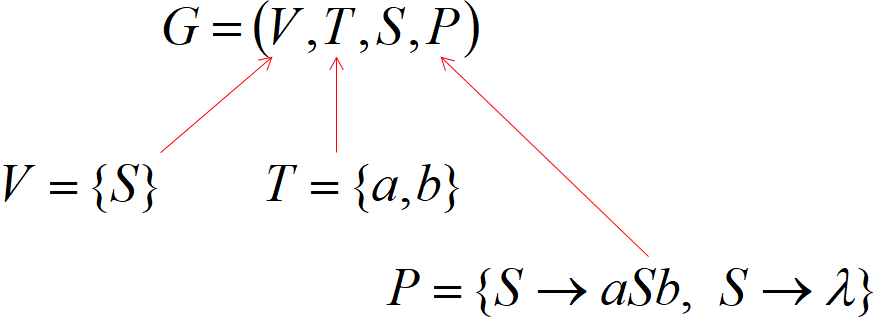 G = (V, T, S, P)
V = {S} T = {a, b}
P = {S → aSb, S → λ}